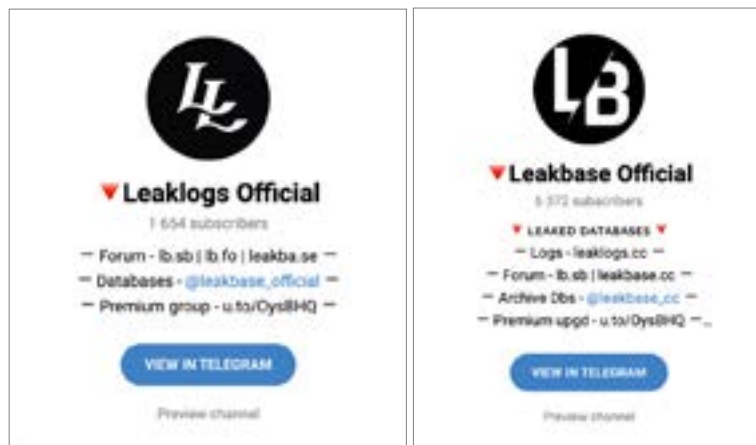 LL
▼Leaklogs Official
1 654 subscribers
— Forum - lb.sb | lb.fo | leakba.se —
— Databases - @leakbase_official —
— Premium group - u.to/OysBHQ —
VIEW IN TELEGRAM
Preview channel
LB
▼Leakbase Official
5 372 subscribers
▼ LEAKED DATABASES ▼
— Logs - leaklogs.cc —
— Forum - lb.sb | leakbase.cc —
— Archive Dbs - @leakbase_cc —
— Premium upgd - u.to/OysBHQ —...
VIEW IN TELEGRAM
Preview channel